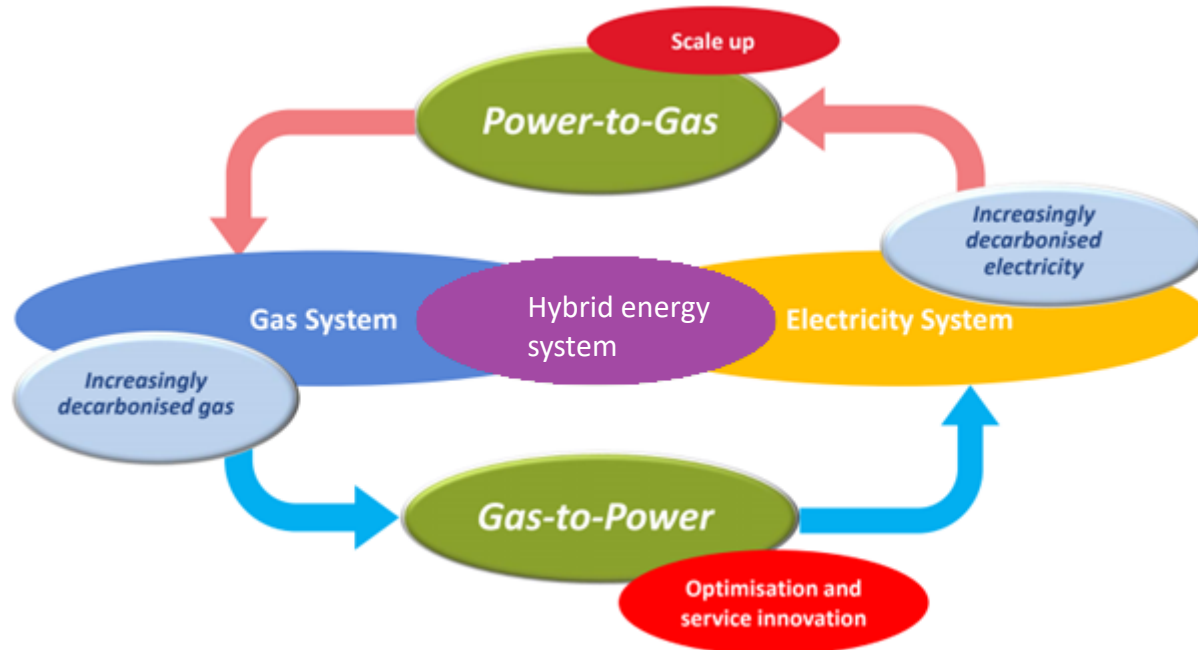 Scale up
Power-to-Gas
Increasingly
decarbonised
electricity
Gas System
Hybrid energy
system
Electricity System
Increasingly
decarbonised gas
Gas-to-Power
Optimisation and
service innovation